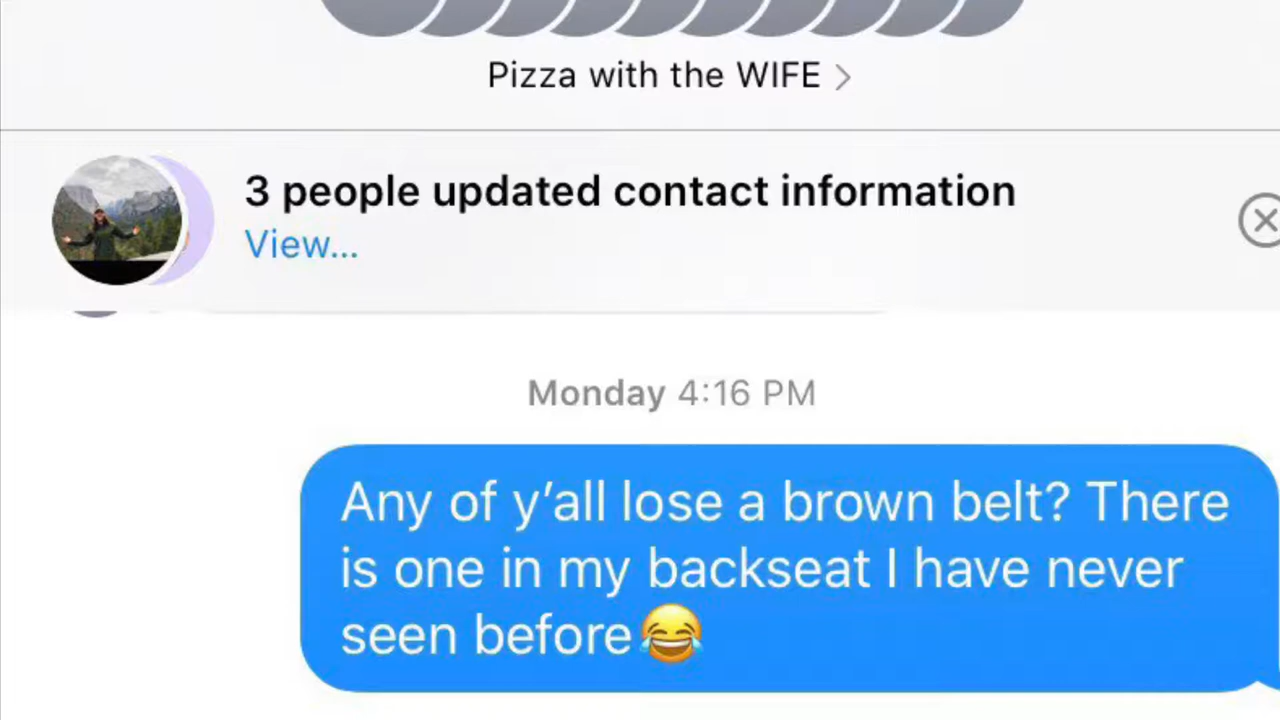 Pizza with the WIFE
3 people updated contact information
View...
Monday 4:16 PM
Any of y’all lose a brown belt? There
is one in my backseat I have never
seen before😂